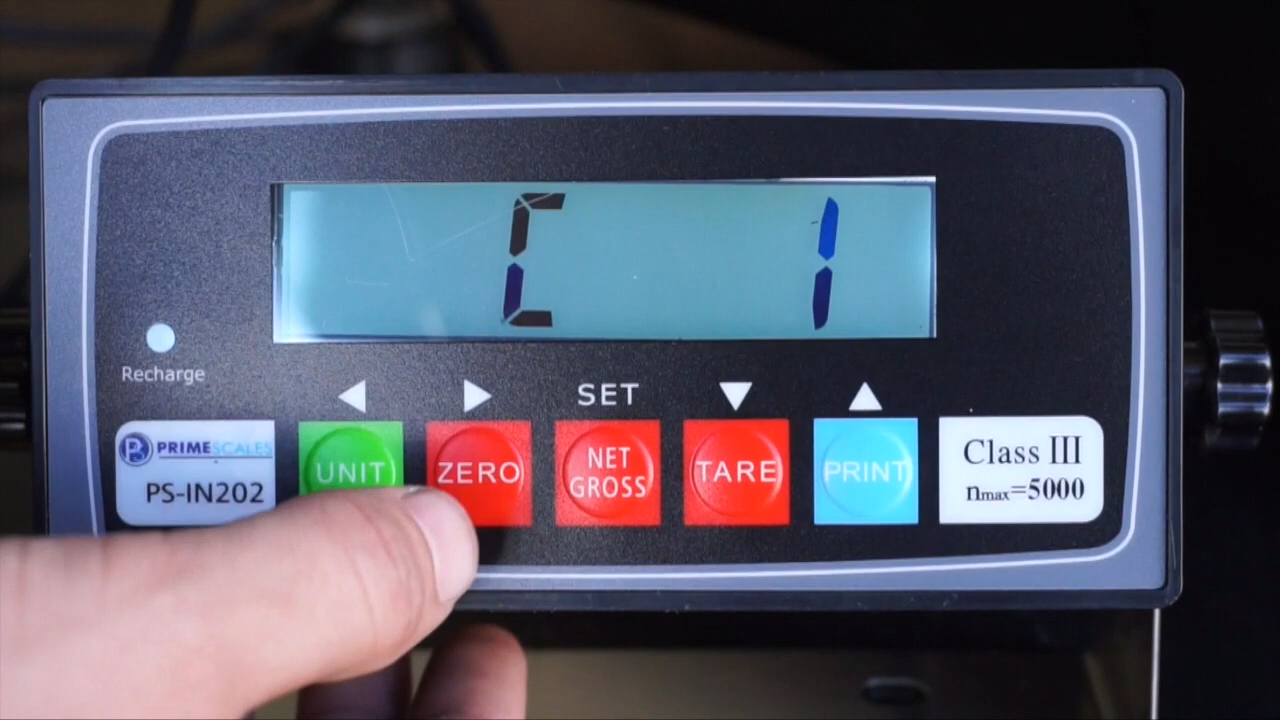 C 1
Recharge
◀ ▶ SET ▼ ▲
PRIMESCALES
PS-IN202
UNIT
ZERO
NET
GROSS
TARE
PRINT
Class III
nmax=5000